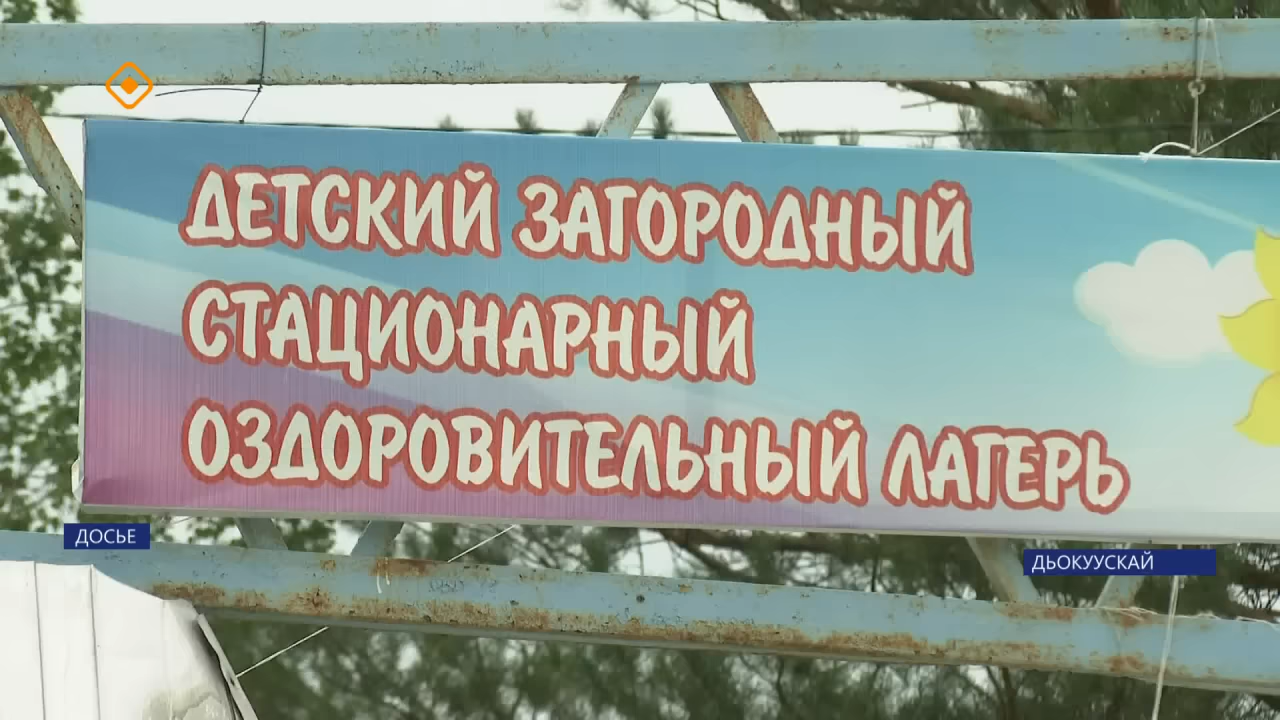 ДЕТСКИЙ ЗАГОРОДНЫЙ
СТАЦИОНАРНЫЙ
ОЗДОРОВИТЕЛЬНЫЙ ЛАГЕРЬ
ДОСЬЕ
ДЬОКУУСКАЙ